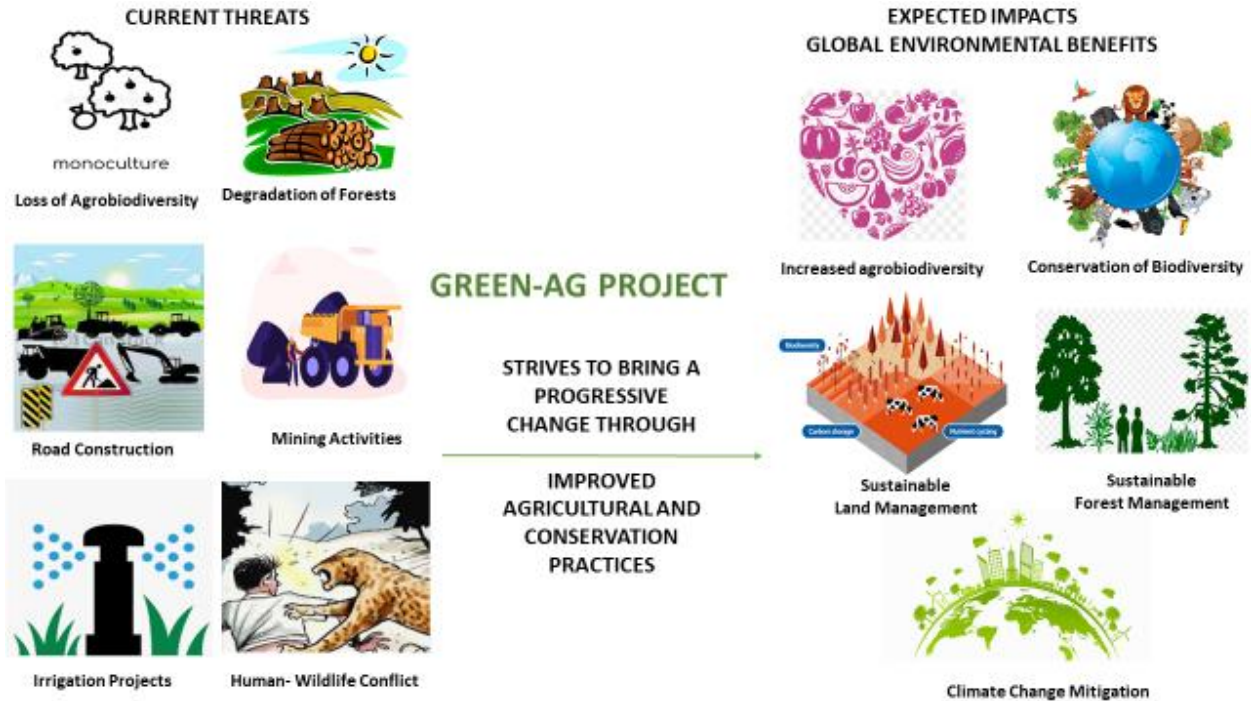 CURRENT THREATS
monoculture
Loss of Agrobiodiversity
Degradation of Forests
Road Construction
Mining Activities
Irrigation Projects
Human- Wildlife Conflict
GREEN-AG PROJECT
STRIVES TO BRING A
PROGRESSIVE
CHANGE THROUGH
IMPROVED
AGRICULTURAL AND
CONSERVATION
PRACTICES
EXPECTED IMPACTS
GLOBAL ENVIRONMENTAL BENEFITS
Increased agrobiodiversity
Conservation of Biodiversity
Biodiversity
Carbon storage
Nutrient cycling
Sustainable
Land Management
Sustainable
Forest Management
Climate Change Mitigation